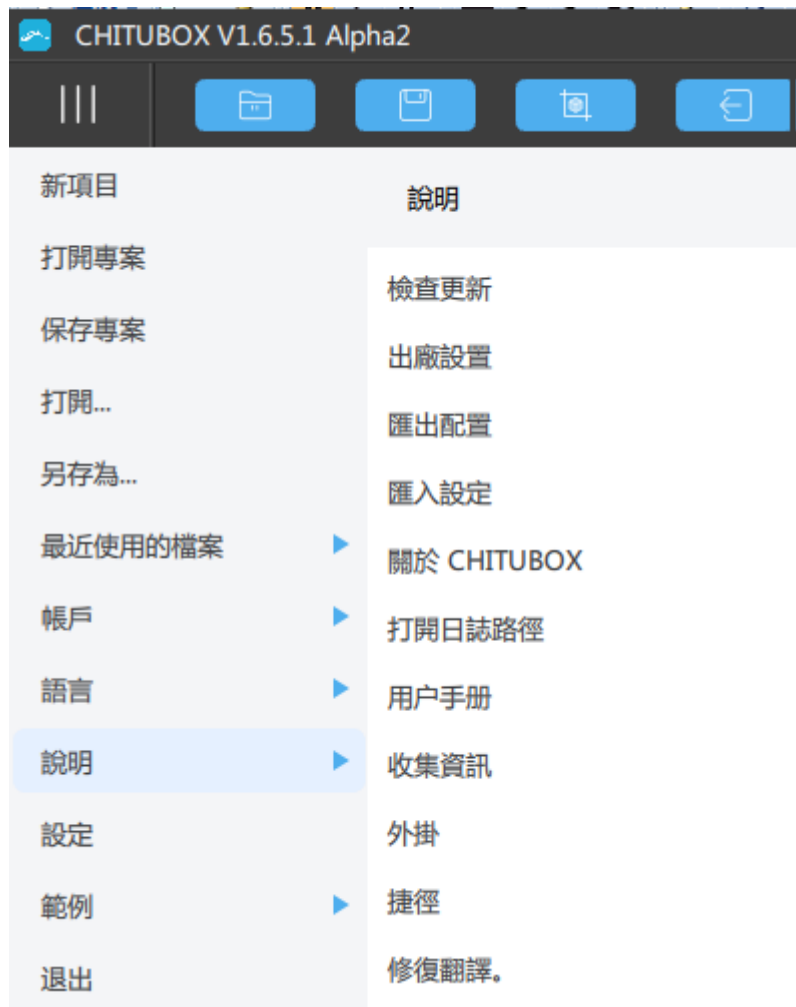 CHITUBOX V1.6.5.1 Alpha2
新項目
打開專案
保存專案
打開...
另存為...
最近使用的檔案
帳戶
語言
說明
設定
範例
退出
說明
檢查更新
出廠設置
匯出配置
匯入設定
關於 CHITUBOX
打開日誌路徑
用户手册
收集資訊
外掛
捷徑
修復翻譯。